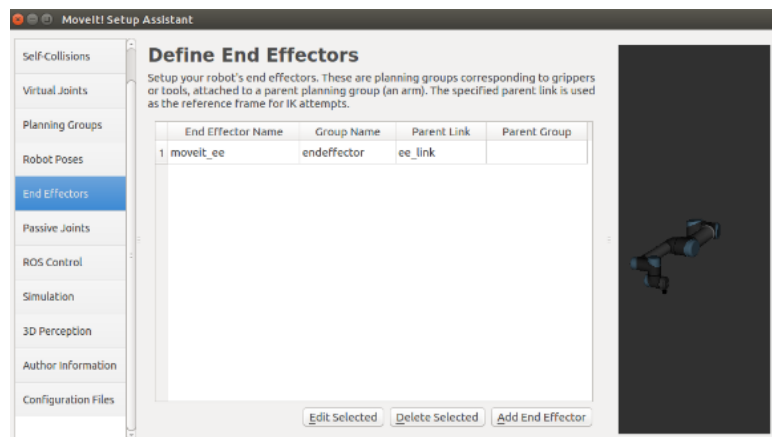 MoveIt! Setup Assistant
Self-Collisions
Virtual Joints
Planning Groups
Robot Poses
End Effectors
Passive Joints
ROS Control
Simulation
3D Perception
Author Information
Configuration Files
Define End Effectors
Setup your robot's end effectors. These are planning groups corresponding to grippers
or tools, attached to a parent planning group (an arm). The specified parent link is used
as the reference frame for IK attempts.
End Effector Name Group Name Parent Link Parent Group
1 moveit_ee endeffector ee_link
Edit Selected Delete Selected Add End Effector